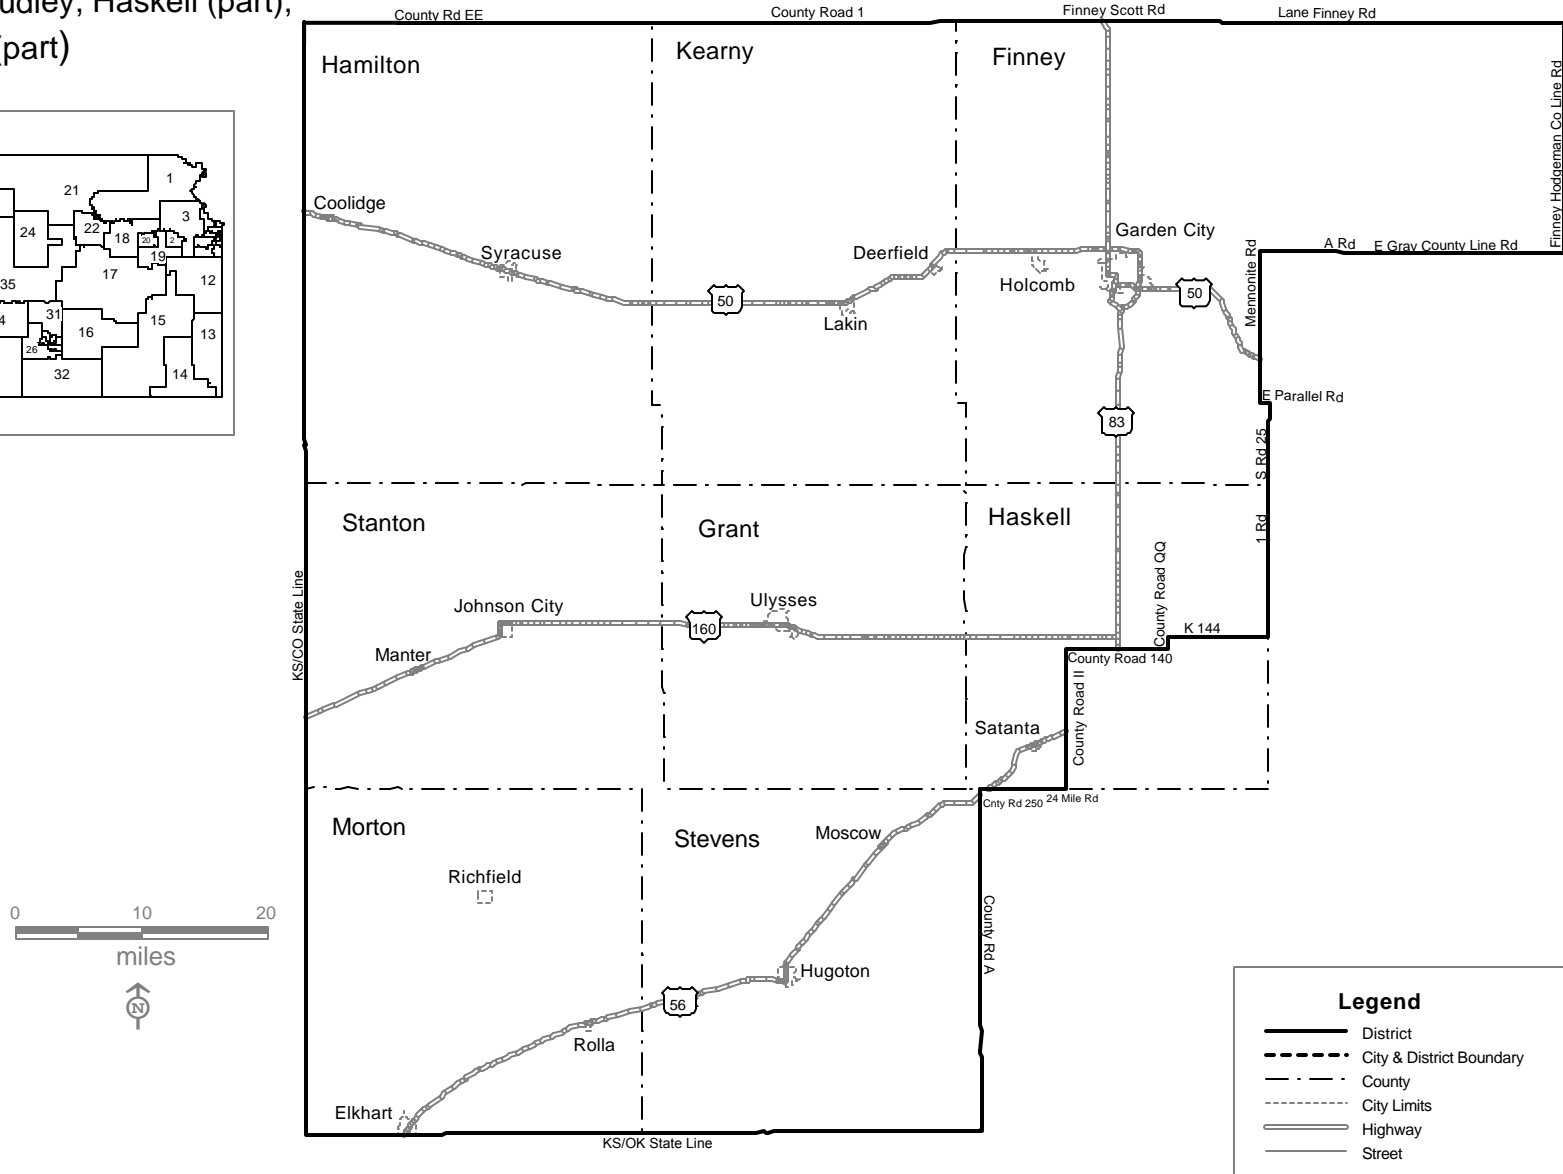 Haskell (part),
(part)
County Rd EE
County Road 1
Finney Scott Rd
Lane Finney Rd
Hamilton
Kearny
Finney
Finney Hodgeman Co Line Rd
1
21
3
24
22
18
20
2
19
17
12
35
4
31
15
16
13
26
32
14
Coolidge
Syracuse
Deerfield
Garden City
Holcomb
Lakin
50
50
Mennonite Rd
A Rd
E Gray County Line Rd
E Parallel Rd
83
S Rd 25
1 Rd
Stanton
Grant
Haskell
KS/CO State Line
Johnson City
Ulysses
160
Manter
County Road QQ
K 144
County Road 140
County Road II
Satanta
Cnty Rd 250
24 Mile Rd
Morton
Stevens
Moscow
Richfield
County Rd A
0 10 20
miles
N
Hugoton
56
Rolla
Elkhart
KS/OK State Line
Legend
District
City & District Boundary
County
City Limits
Highway
Street